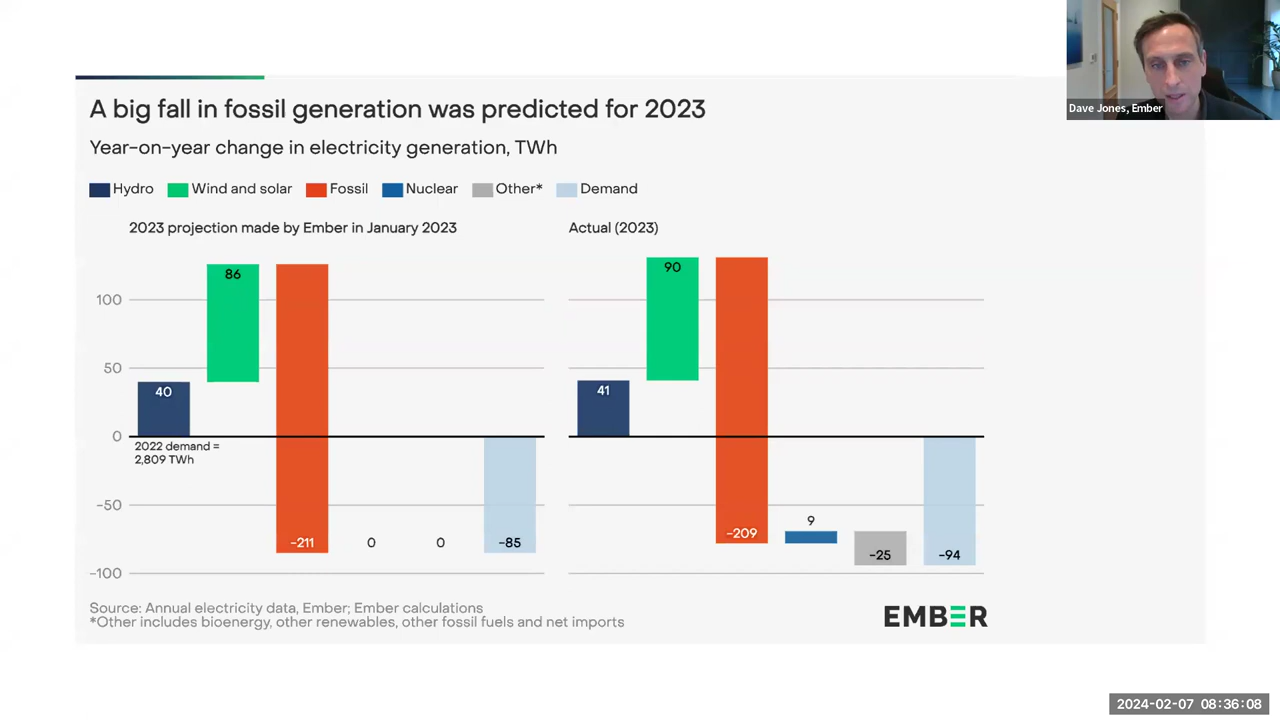 Dave Jones, Ember
A big fall in fossil generation was predicted for 2023
Year-on-year change in electricity generation, TWh
Hydro Wind and solar Fossil Nuclear Other* Demand
2023 projection made by Ember in January 2023
Actual (2023)
100
50
0
-50
-100
40
86
-211
0
0
-85
2022 demand =
2,809 TWh
41
90
-209
9
-25
-94
Source: Annual electricity data, Ember; Ember calculations
*Other includes bioenergy, other renewables, other fossil fuels and net imports
EMBER
2024-02-07 08:36:08